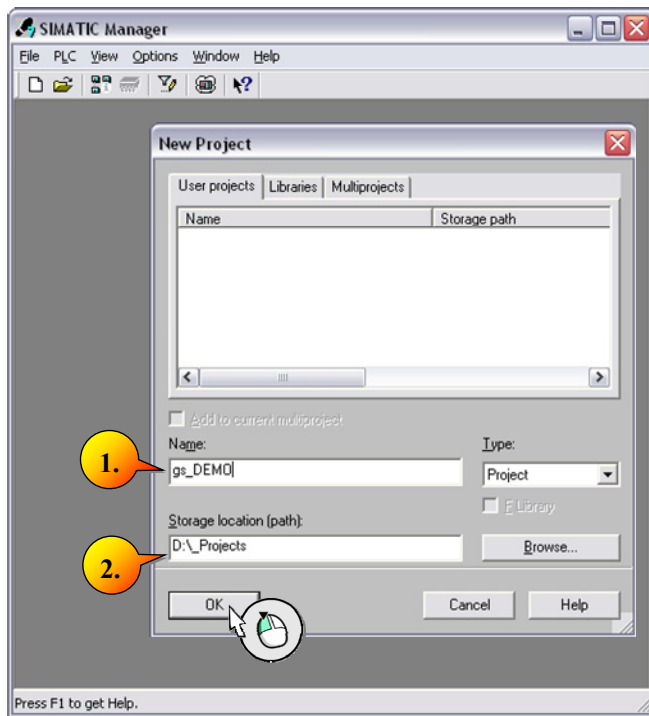 SIMATIC Manager
File PLC View Options Window Help
New Project
User projects Libraries Multiprojects
Name Storage path
Add to current multiproject
Name: Type:
1.
gs_DEMO Project
F Library
Storage location (path):
D:\_Projects Browse...
2.
OK Cancel Help
Press F1 to get Help.